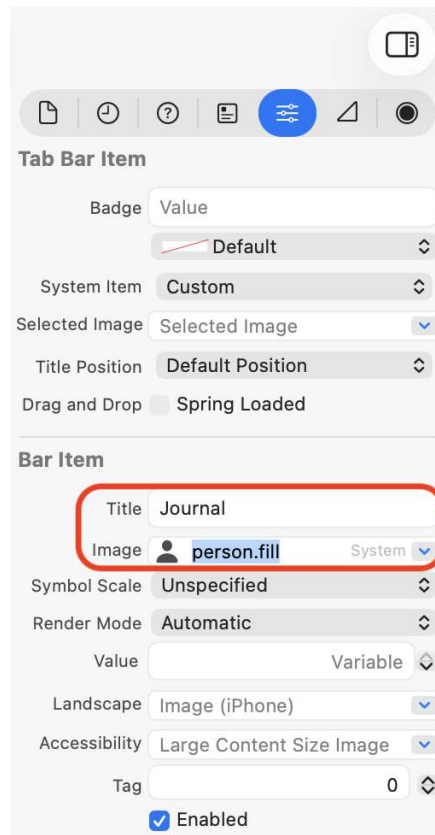 Tab Bar Item
Badge Value
Default
System Item Custom
Selected Image Selected Image
Title Position Default Position
Drag and Drop Spring Loaded
Bar Item
Title Journal
Image person.fill System
Symbol Scale Unspecified
Render Mode Automatic
Value Variable
Landscape Image (iPhone)
Accessibility Large Content Size Image
Tag 0
Enabled